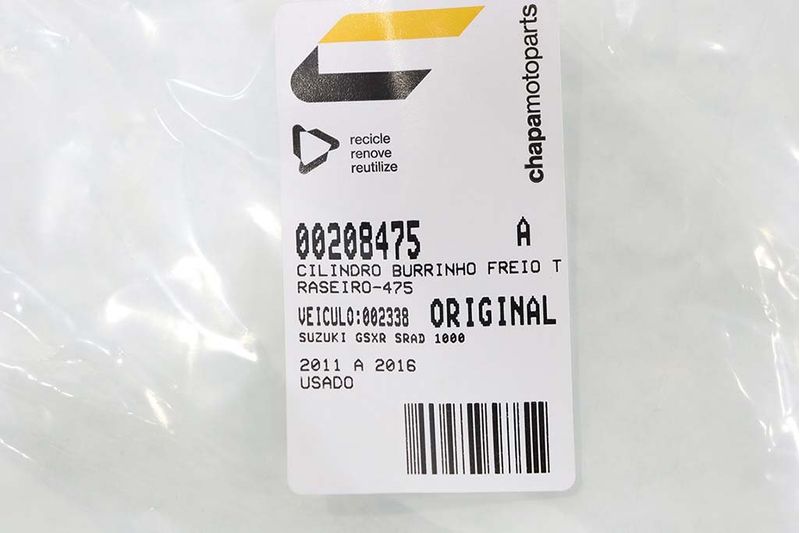 chapamotoparts
recicle
renove
reutilize
00208475 A
CILINDRO BURRINHO FREIO T
RASEIRO-475
VEICULO:002338 ORIGINAL
SUZUKI GSXR SRAD 1000
2011 A 2016
USADO